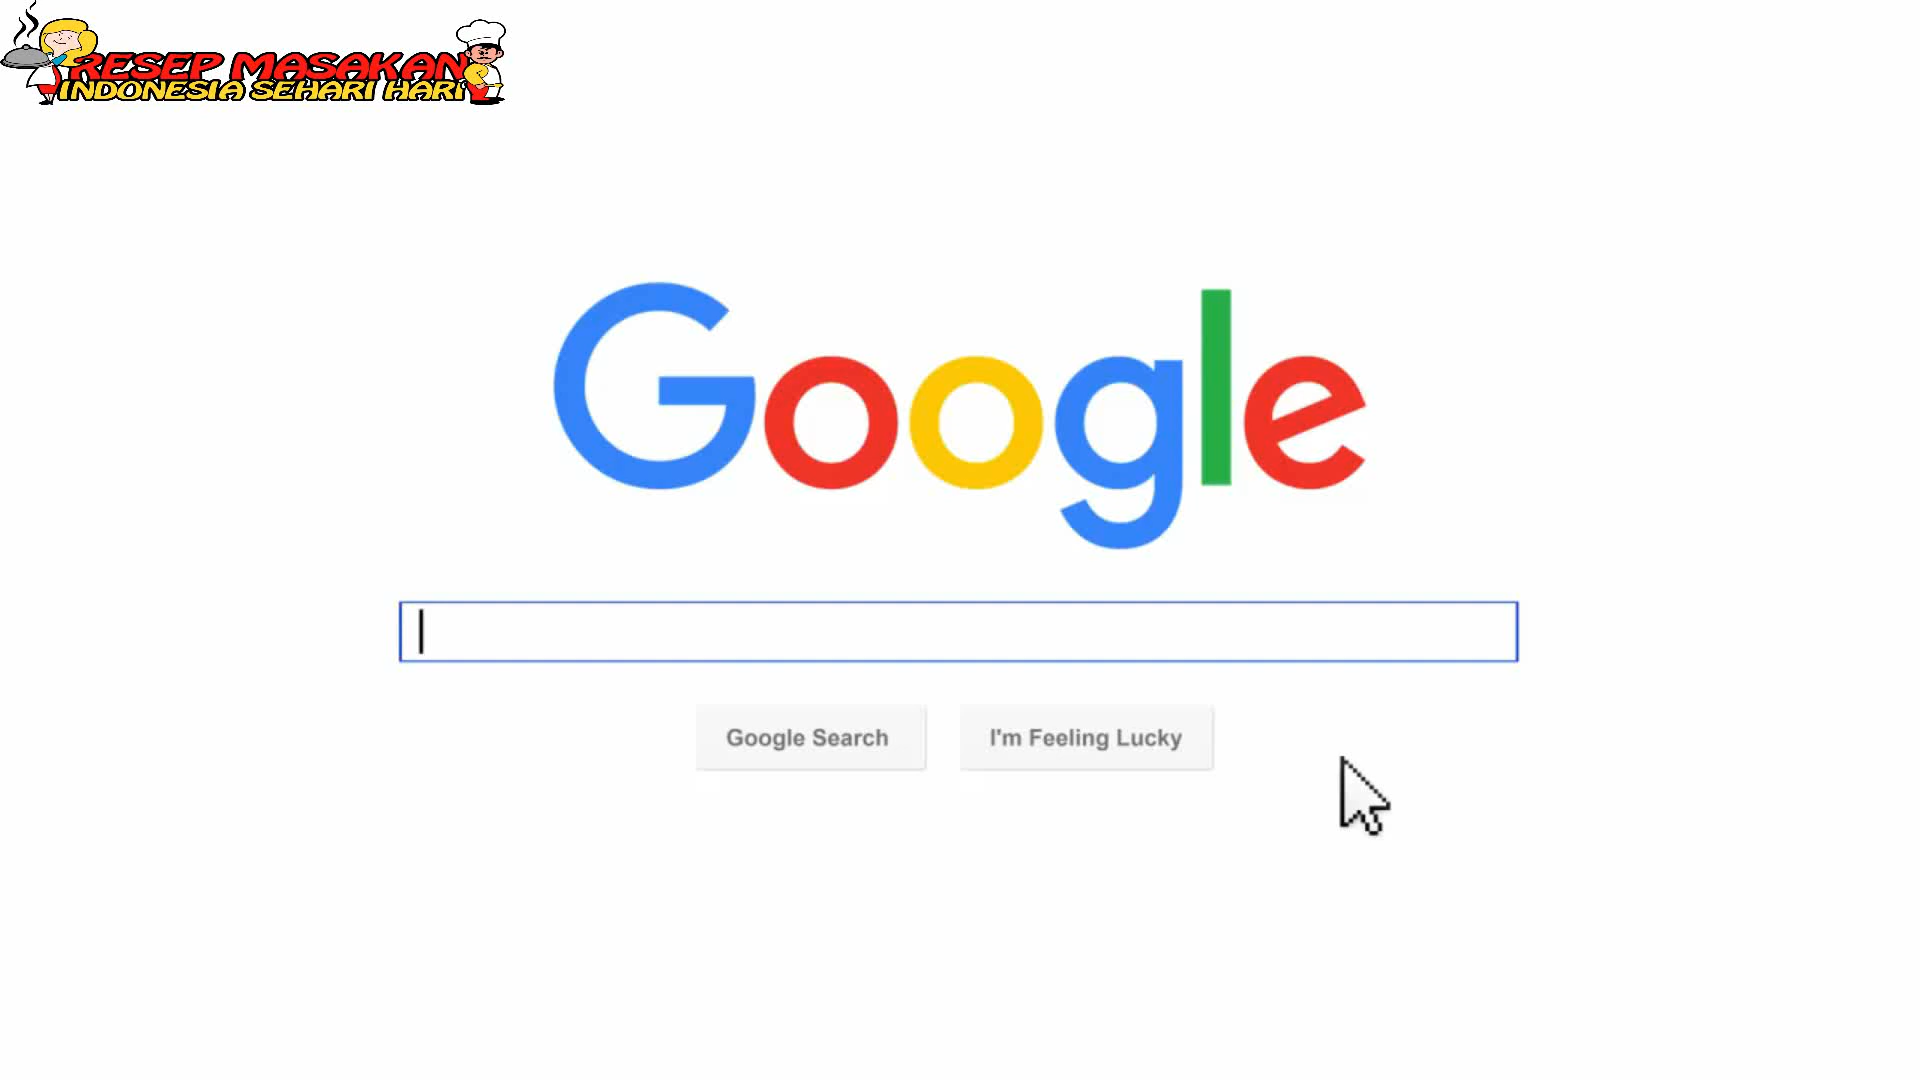 RESEP MASAKAN
INDONESIA SEHARI HARI
Google
Google Search
I'm Feeling Lucky